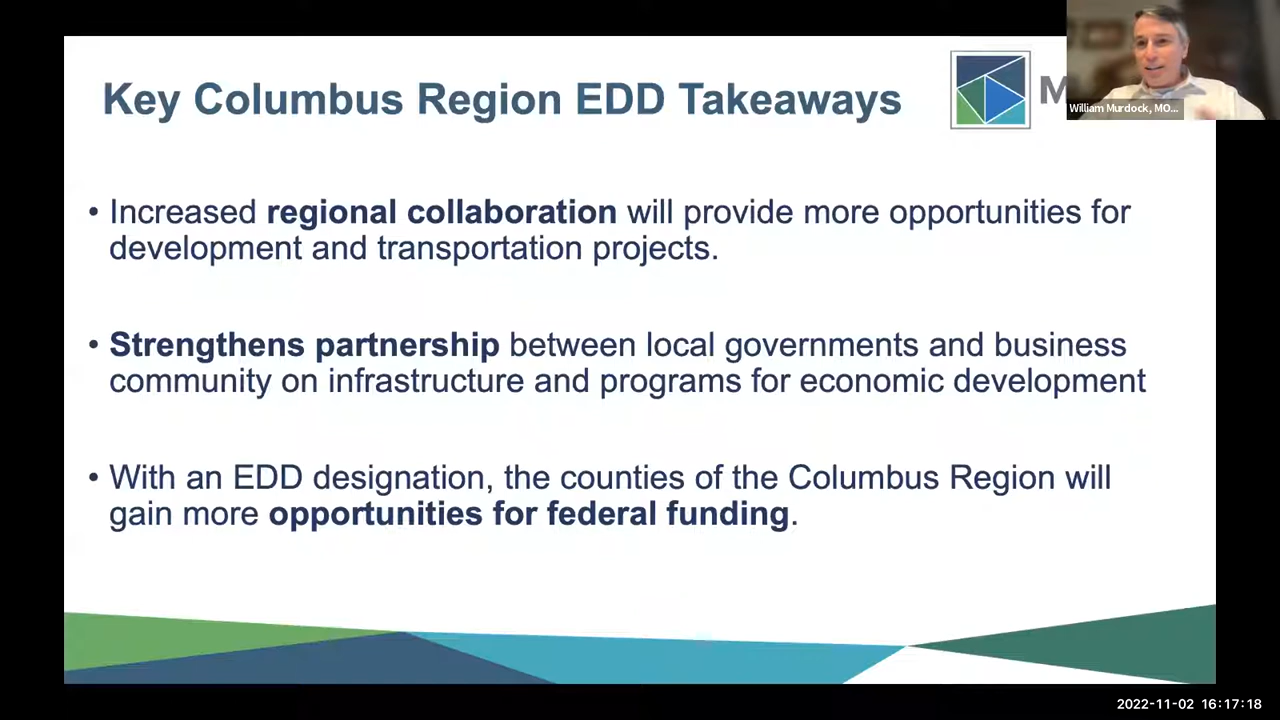 Key Columbus Region EDD Takeaways
M
William Murdock, MO...
• Increased regional collaboration will provide more opportunities for
development and transportation projects.
• Strengthens partnership between local governments and business
community on infrastructure and programs for economic development
• With an EDD designation, the counties of the Columbus Region will
gain more opportunities for federal funding.
2022-11-02 16:17:18